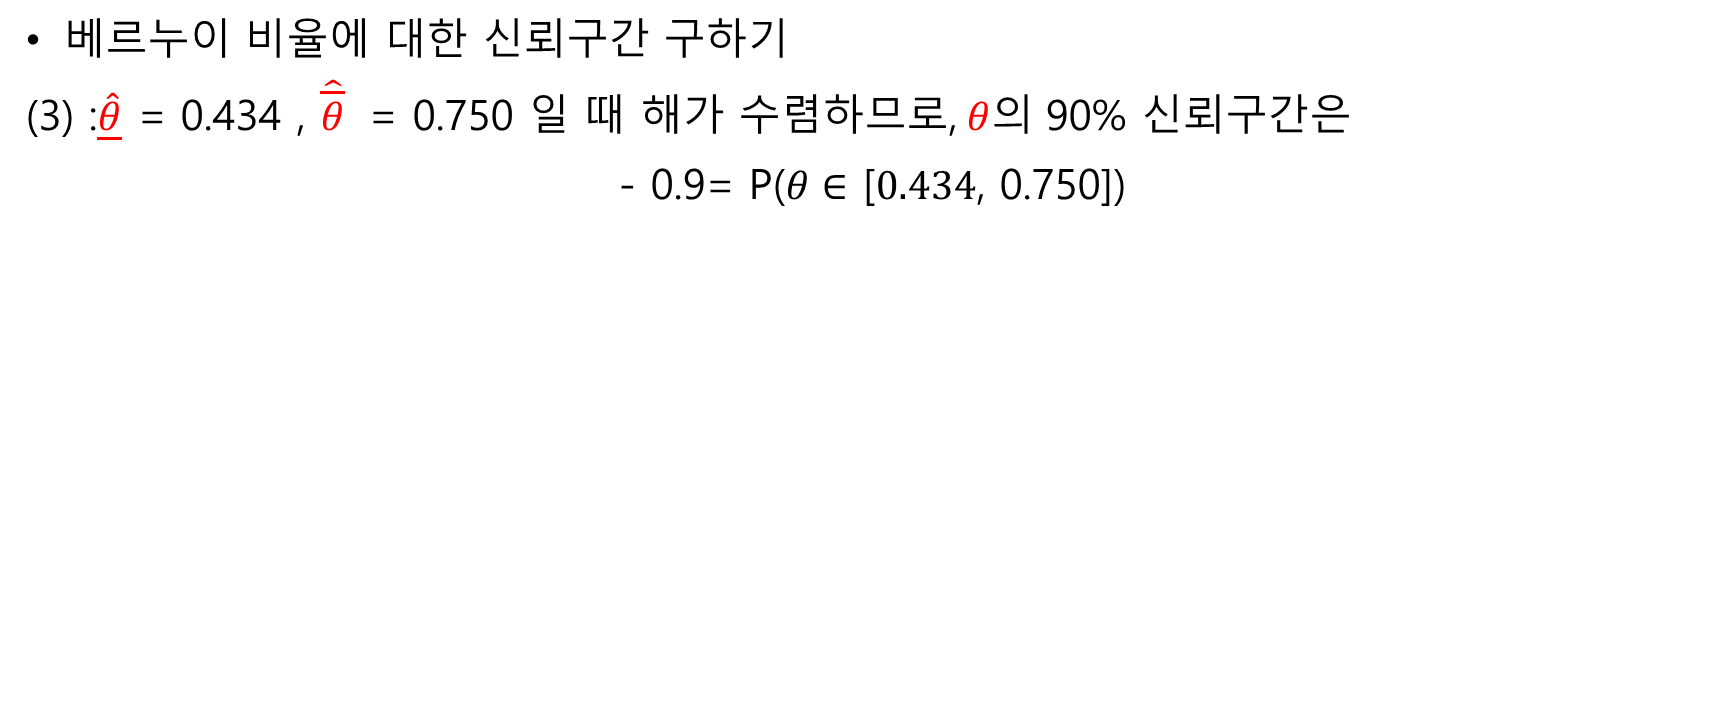 • 베르누이 비율에 대한 신뢰구간 구하기
(3) :θ̲̂ = 0.434 , θ̅̂ = 0.750 일 때 해가 수렴하므로, θ의 90% 신뢰구간은
- 0.9= P(θ ∈ [0.434, 0.750])